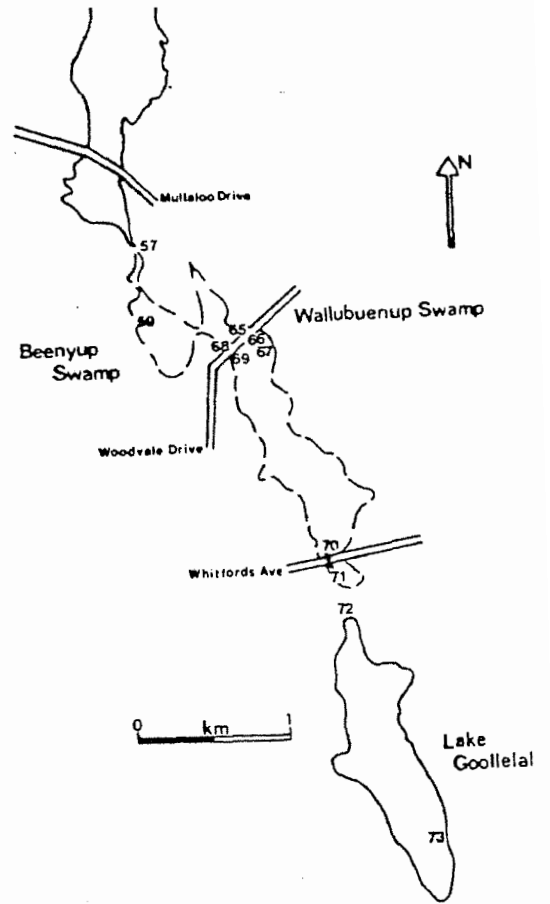 N
Mullaloo Drive
57
Wallubuenup Swamp
65
66
68
67
69
Beenyup
Swamp
Woodvale Drive
70
Whitfords Ave
71
72
0 km 1
Lake
Goollelal
73